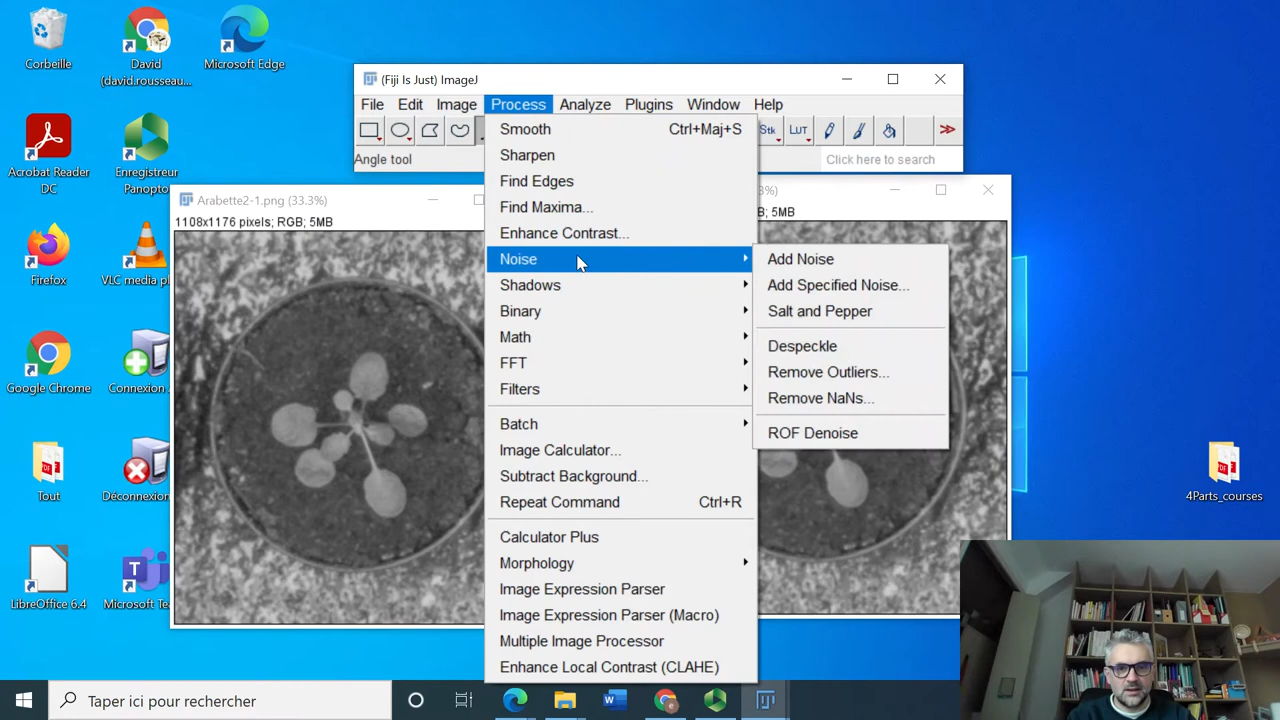 Corbeille
David
(david.rousseau...
Microsoft Edge
Acrobat Reader
DC
Enregistreur
Panopto
Firefox
VLC media pl
Google Chrome
Connexion
Tout
Déconnexion
LibreOffice 6.4
Microsoft Te
4Parts_courses
(Fiji Is Just) ImageJ
File Edit Image Process Analyze Plugins Window Help
Stk LUT
Angle tool
Click here to search
Arabette2-1.png (33.3%)
1108x1176 pixels; RGB; 5MB
3%)
B; 5MB
Smooth Ctrl+Maj+S
Sharpen
Find Edges
Find Maxima...
Enhance Contrast...
Noise
Shadows
Binary
Math
FFT
Filters
Batch
Image Calculator...
Subtract Background...
Repeat Command Ctrl+R
Calculator Plus
Morphology
Image Expression Parser
Image Expression Parser (Macro)
Multiple Image Processor
Enhance Local Contrast (CLAHE)
Add Noise
Add Specified Noise...
Salt and Pepper
Despeckle
Remove Outliers...
Remove NaNs...
ROF Denoise
Taper ici pour rechercher